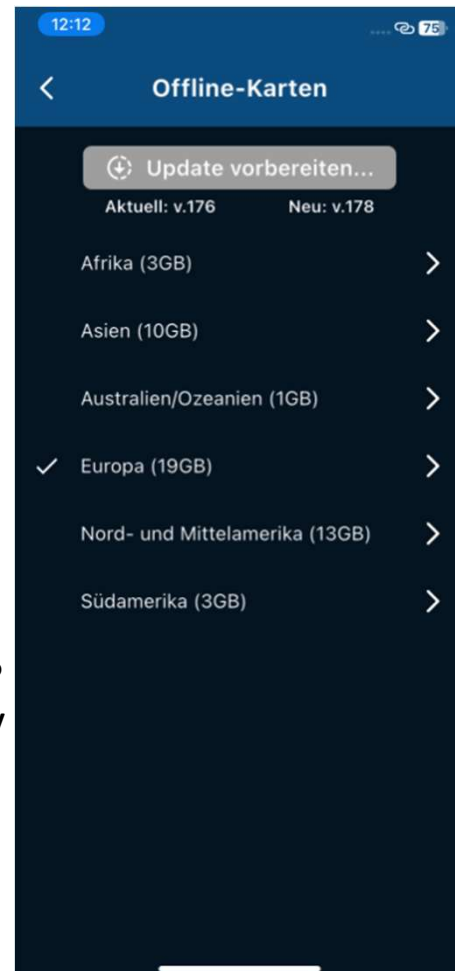 12:12
75
Offline-Karten
Update vorbereiten...
Aktuell: v.176 Neu: v.178
Afrika (3GB)
Asien (10GB)
Australien/Ozeanien (1GB)
Europa (19GB)
Nord- und Mittelamerika (13GB)
Südamerika (3GB)